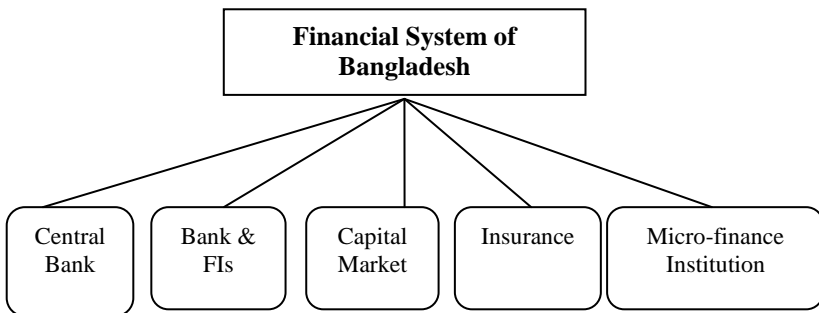 Financial System of
Bangladesh
Central
Bank
Bank &
FIs
Capital
Market
Insurance
Micro-finance
Institution